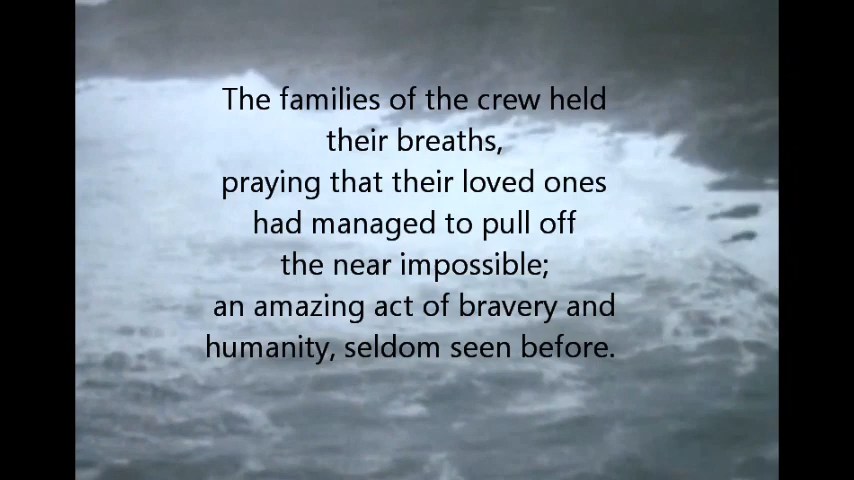 The families of the crew held
their breaths,
praying that their loved ones
had managed to pull off
the near impossible;
an amazing act of bravery and
humanity, seldom seen before.